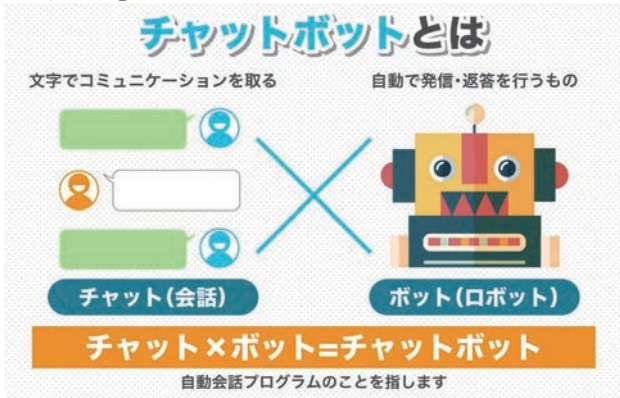 チャットボットとは
文字でコミュニケーションを取る
自動で発信・返答を行うもの
チャット(会話)
ボット(ロボット)
チャット×ボット=チャットボット
自動会話プログラムのことを指します